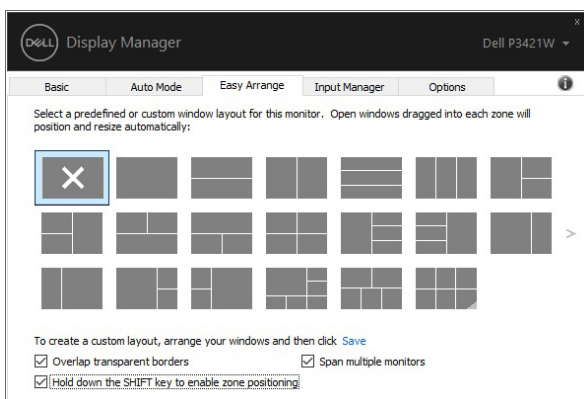 DELL Display Manager Dell P3421W
Basic Auto Mode Easy Arrange Input Manager Options
Select a predefined or custom window layout for this monitor. Open windows dragged into each zone will
position and resize automatically:
To create a custom layout, arrange your windows and then click Save
Overlap transparent borders Span multiple monitors
Hold down the SHIFT key to enable zone positioning